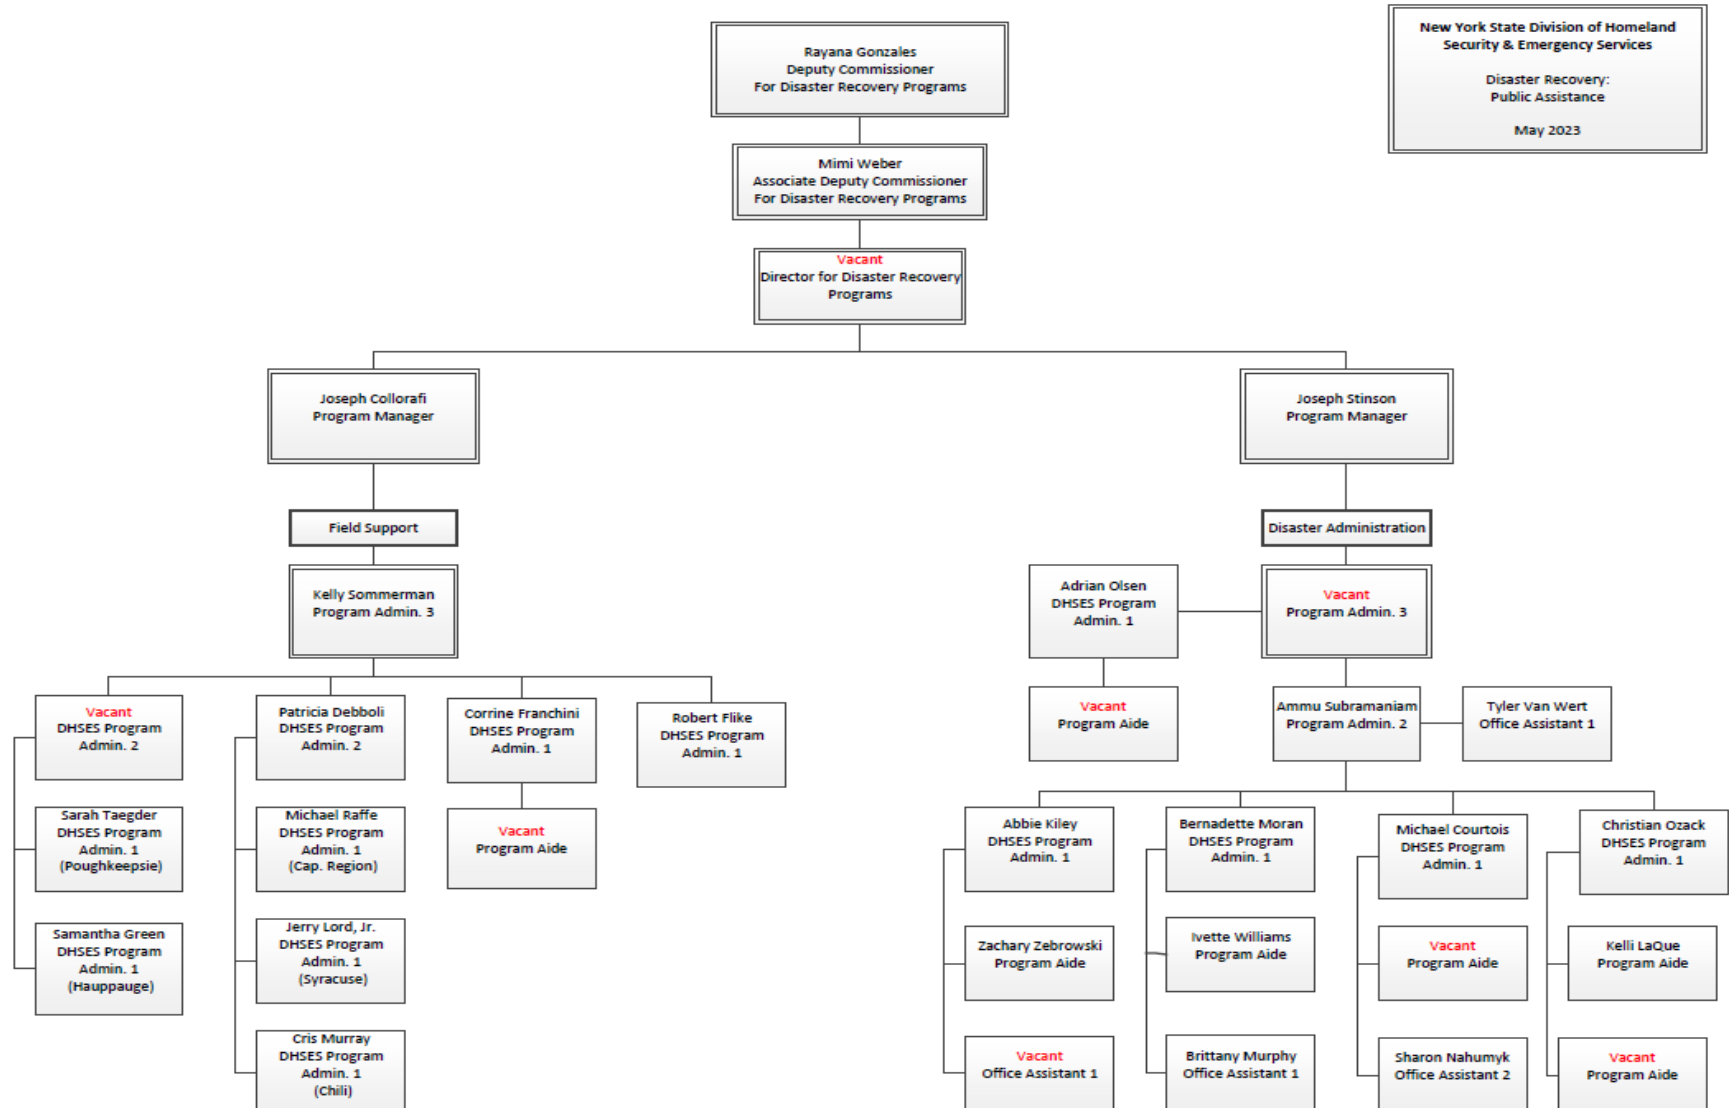 New York State Division of Homeland
Security & Emergency Services
Disaster Recovery:
Public Assistance
May 2023
Rayana Gonzales
Deputy Commissioner
For Disaster Recovery Programs
Mimi Weber
Associate Deputy Commissioner
For Disaster Recovery Programs
Vacant
Director for Disaster Recovery
Programs
Joseph Collorafi
Program Manager
Joseph Stinson
Program Manager
Field Support
Disaster Administration
Kelly Sommerman
Program Admin. 3
Adrian Olsen
DHSES Program
Admin. 1
Vacant
Program Admin. 3
Vacant
DHSES Program
Admin. 2
Patricia Debboli
DHSES Program
Admin. 2
Corrine Franchini
DHSES Program
Admin. 1
Robert Flike
DHSES Program
Admin. 1
Vacant
Program Aide
Ammu Subramaniam
Program Admin. 2
Tyler Van Wert
Office Assistant 1
Sarah Taegder
DHSES Program
Admin. 1
(Poughkeepsie)
Michael Raffe
DHSES Program
Admin. 1
(Cap. Region)
Vacant
Program Aide
Abbie Kiley
DHSES Program
Admin. 1
Bernadette Moran
DHSES Program
Admin. 1
Michael Courtois
DHSES Program
Admin. 1
Christian Ozack
DHSES Program
Admin. 1
Samantha Green
DHSES Program
Admin. 1
(Hauppauge)
Jerry Lord, Jr.
DHSES Program
Admin. 1
(Syracuse)
Zachary Zebrowski
Program Aide
Ivette Williams
Program Aide
Vacant
Program Aide
Kelli LaQue
Program Aide
Cris Murray
DHSES Program
Admin. 1
(Chili)
Vacant
Office Assistant 1
Brittany Murphy
Office Assistant 1
Sharon Nahumyk
Office Assistant 2
Vacant
Program Aide